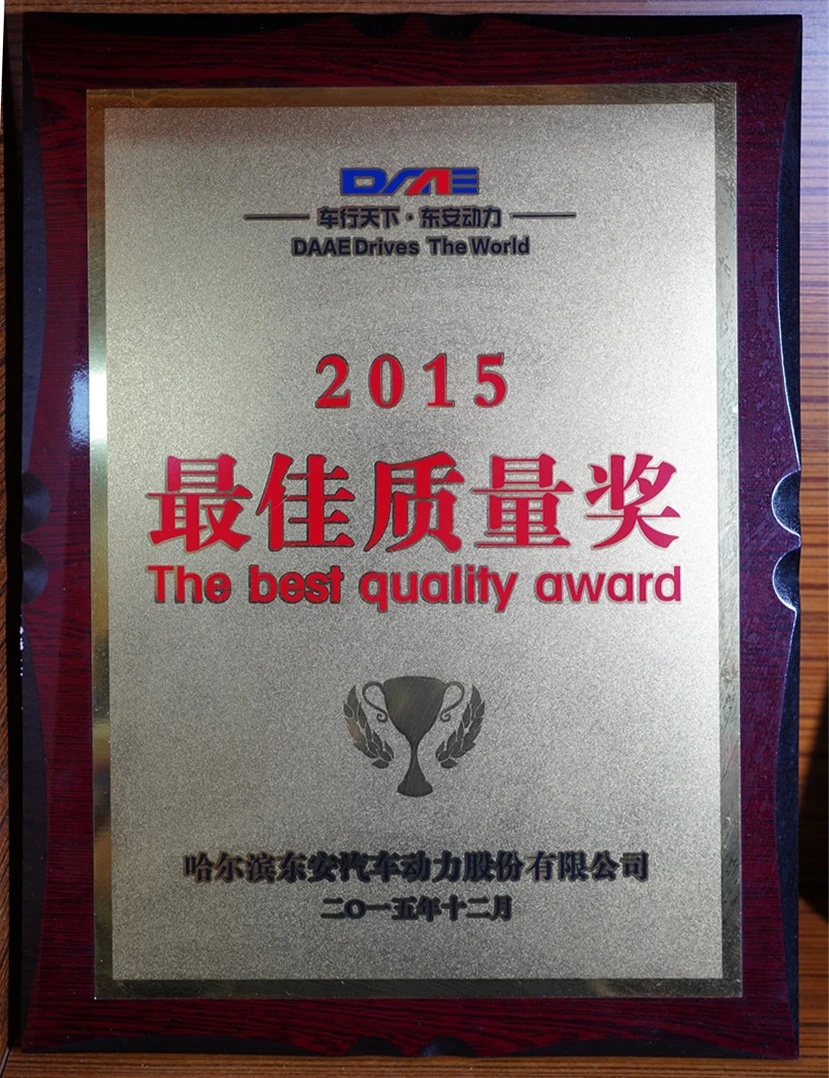 DAAE
车行天下·东安动力
DAAE Drives The World
2015
最佳质量奖
The best quality award
哈尔滨东安汽车动力股份有限公司
二〇一五年十二月